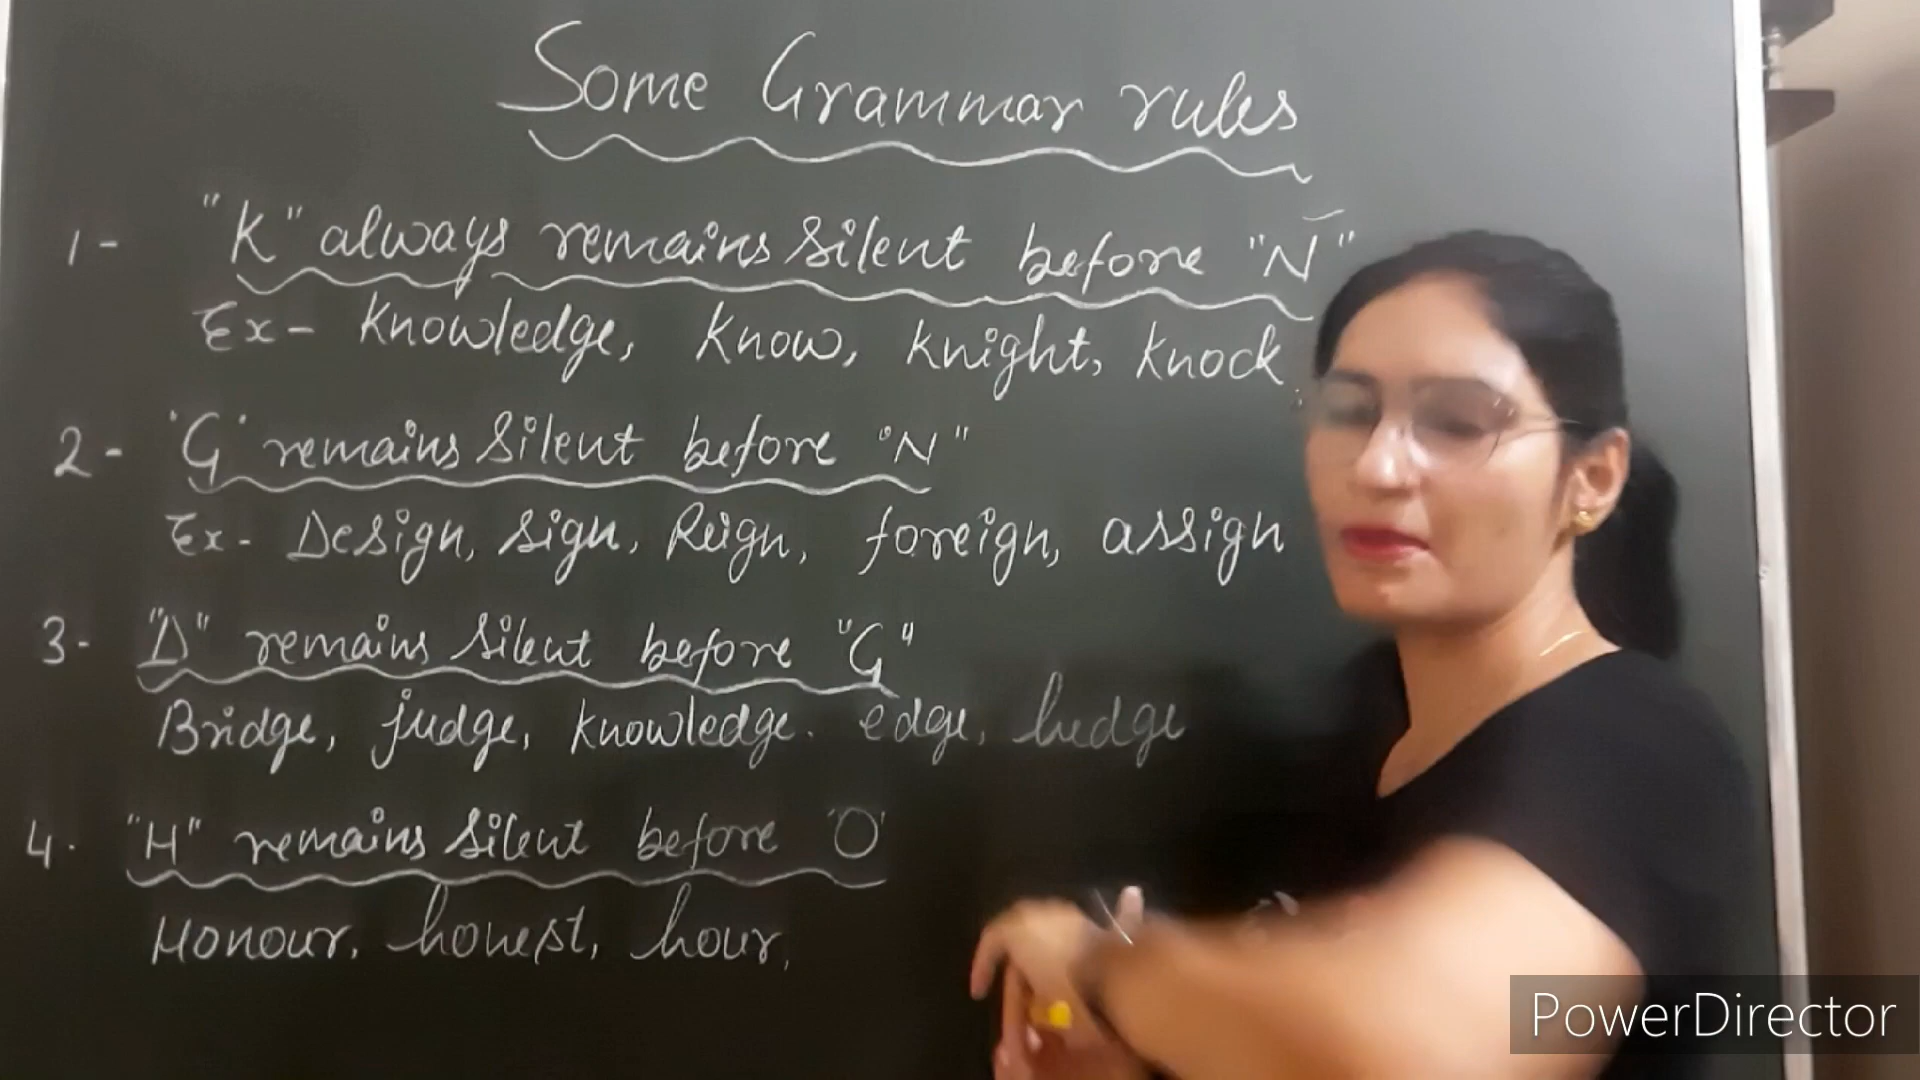 Some Grammar rules
1- "K" always remains silent before "N"
Ex- Knowledge, Know, Knight, Knock
2- 'G' remains silent before "N"
Ex- Design, sign, Reign, foreign, assign
3- "D" remains silent before "G"
Bridge, judge, knowledge. edge, hedge
4. "H" remains silent before 'O'
Honour, honest, hour,
PowerDirector